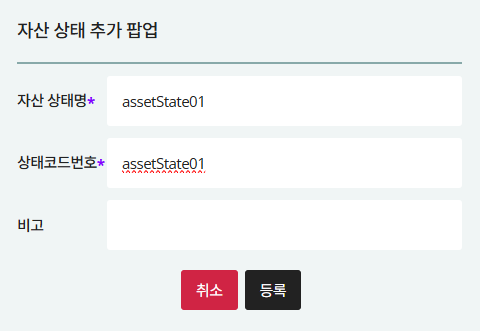 자산 상태 추가 팝업
자산 상태명* assetState01
상태코드번호* assetState01
비고
취소 등록